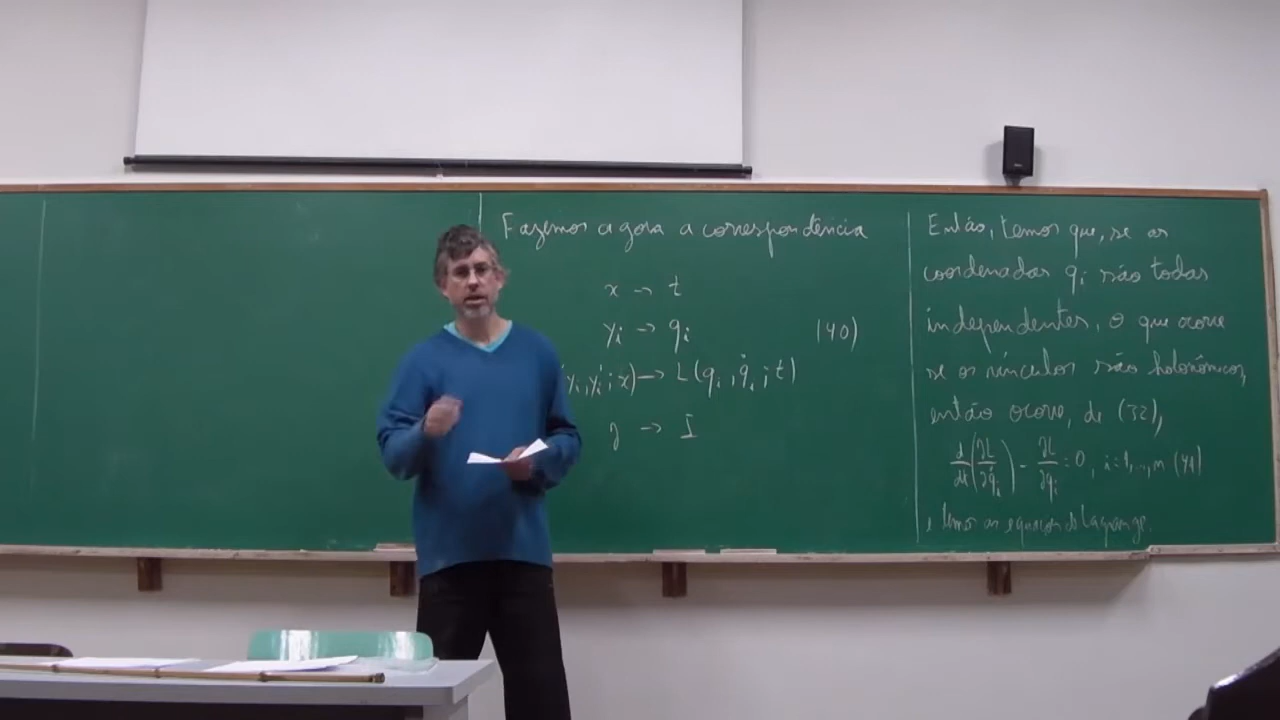 Fazemos agora a correspondência
x → t
yi → qi (40)
yi, yi'; x) → L(qi, q̇i; t)
J → I
Então, temos que, se as
coordenadas qi são todas
independentes, o que ocorre
se os vínculos são holonômicos,
então ocorre, de (32),
d/dt(∂L/∂q̇i) - ∂L/∂qi = 0, i=1,...,n (41)
e temos as equações de Lagrange.